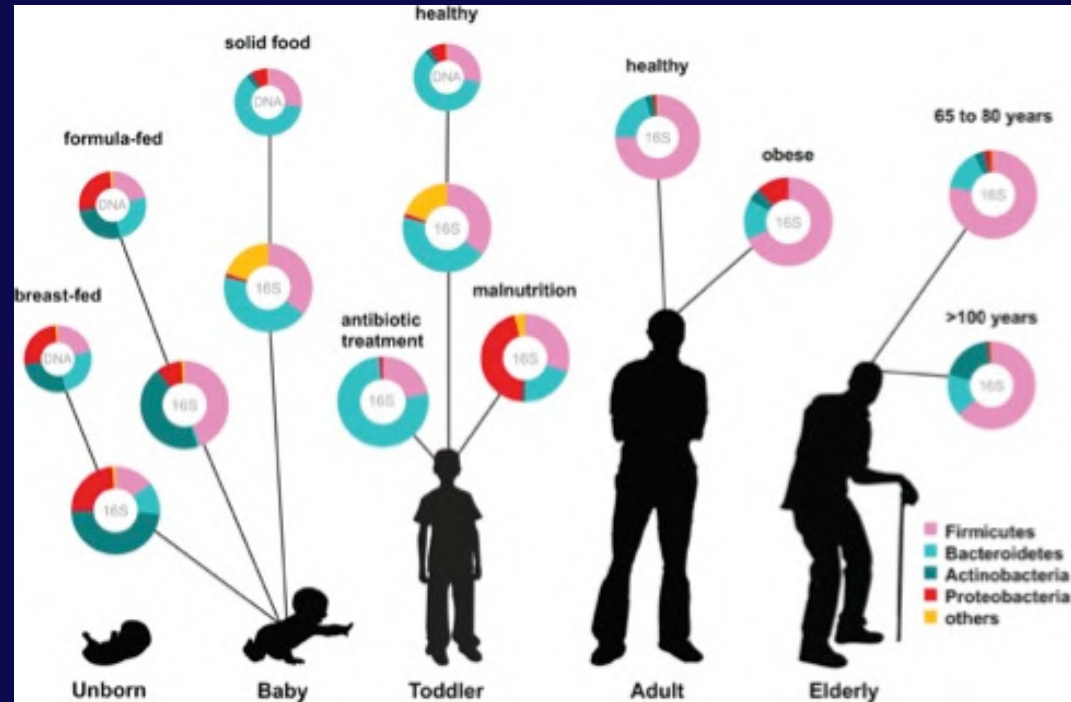 healthy
solid food
DNA
DNA
healthy
16S
65 to 80 years
formula-fed
obese
DNA
16S
16S
16S
16S
malnutrition
breast-fed
antibiotic
treatment
>100 years
DNA
16S
16S
16S
16S
16S
Firmicutes
Bacteroidetes
Actinobacteria
Proteobacteria
others
Unborn
Baby
Toddler
Adult
Elderly